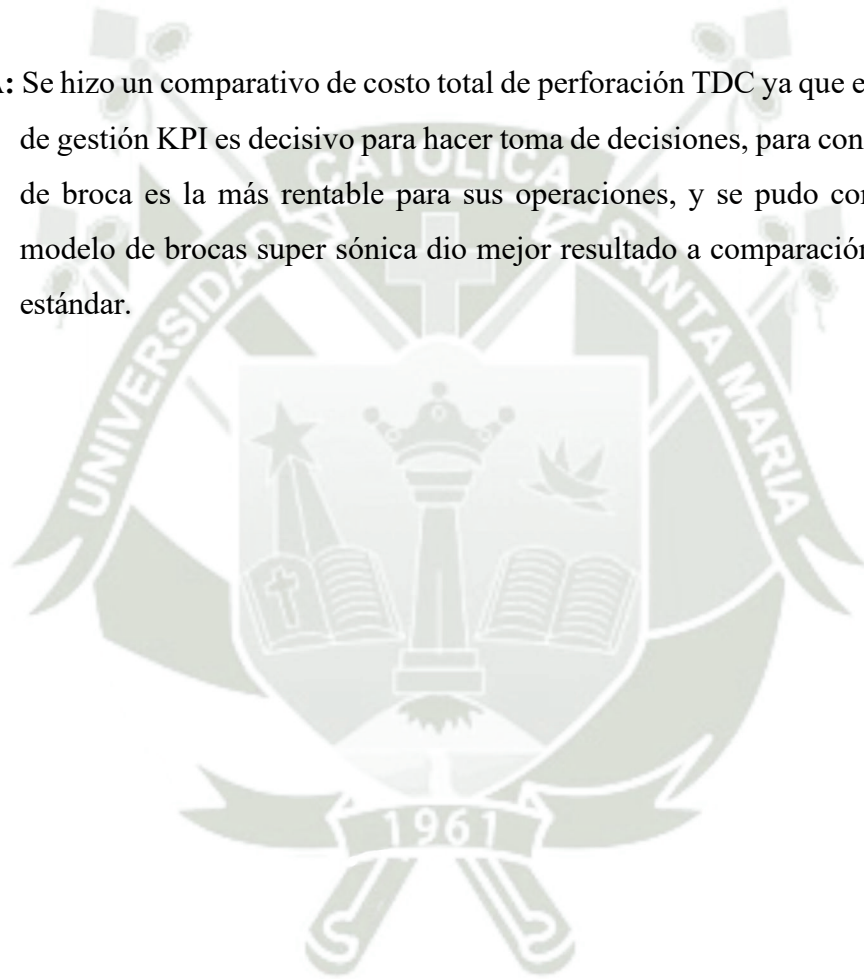 : Se hizo un comparativo de costo total de perforación TDC ya que e
de gestión KPI es decisivo para hacer toma de decisiones, para con
de broca es la más rentable para sus operaciones, y se pudo co
modelo de brocas super sónica dio mejor resultado a comparación
estándar.
UNIVERSIDAD CATOLICA SANTA MARIA
1961